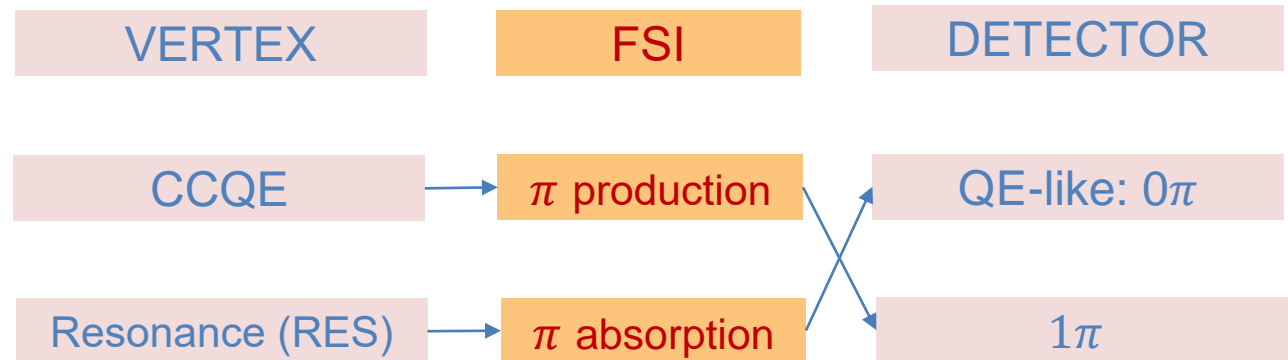 VERTEX
FSI
DETECTOR
CCQE
π production
QE-like: 0π
Resonance (RES)
π absorption
1π